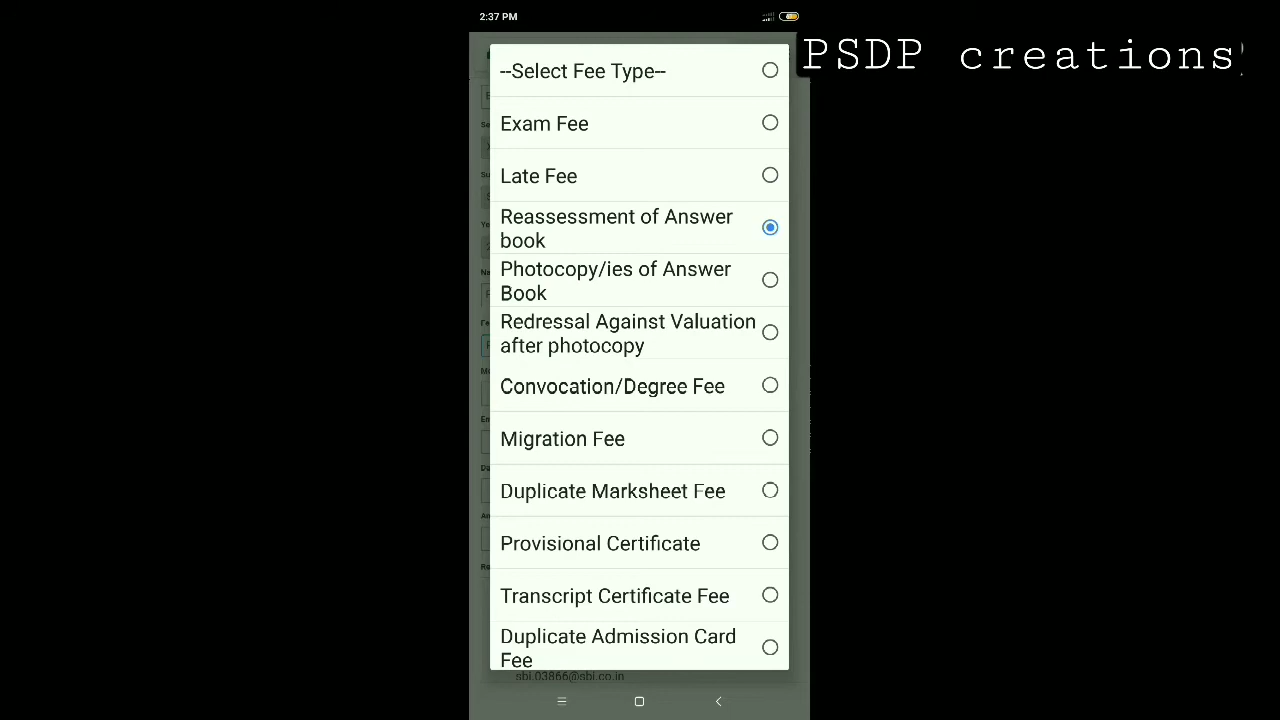 2:37 PM
PSDP creations
--Select Fee Type--
Exam Fee
Late Fee
Reassessment of Answer
book
Photocopy/ies of Answer
Book
Redressal Against Valuation
after photocopy
Convocation/Degree Fee
Migration Fee
Duplicate Marksheet Fee
Provisional Certificate
Transcript Certificate Fee
Duplicate Admission Card
Fee
sbi.03866@sbi.co.in